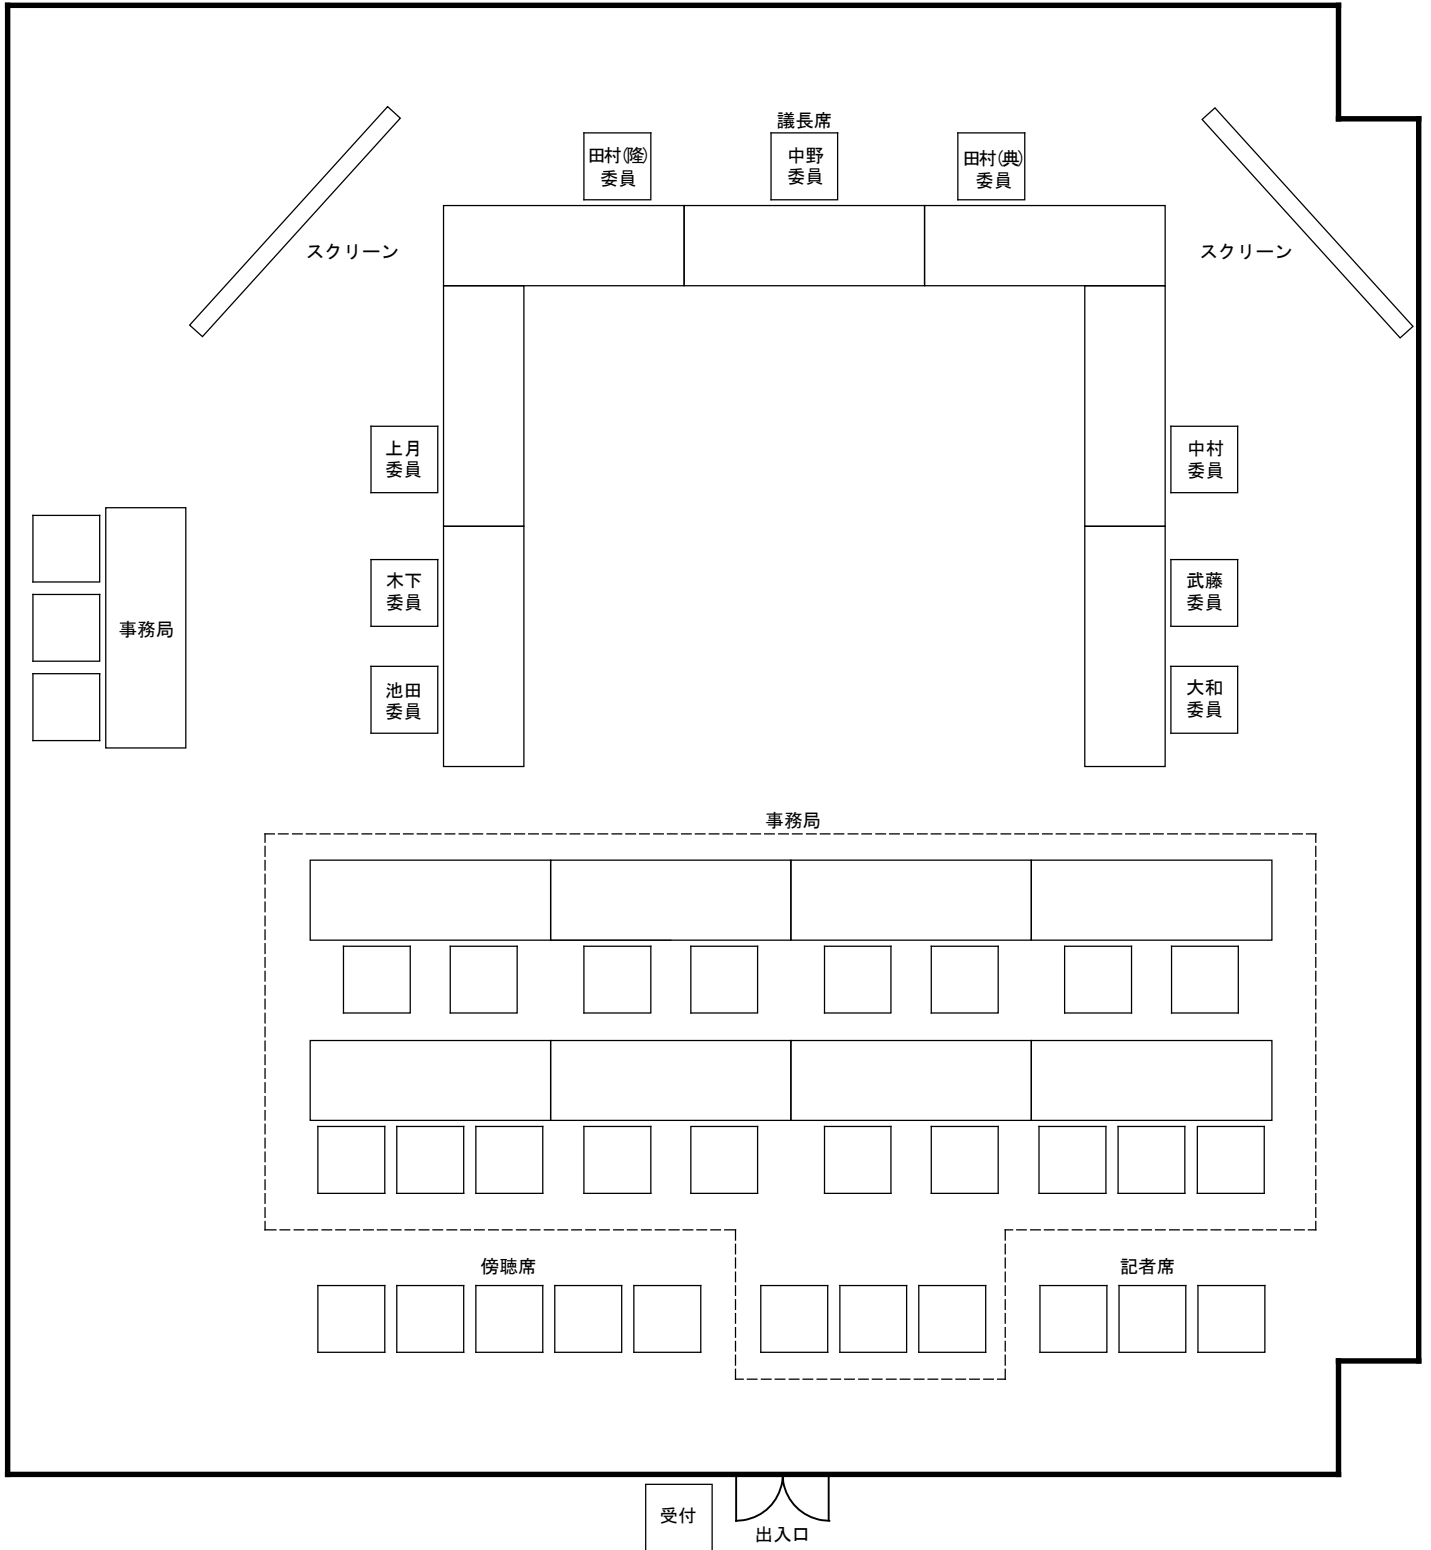 議長席
田村(隆)
委員
中野
委員
田村(典)
委員
スクリーン
スクリーン
上月
委員
中村
委員
木下
委員
武藤
委員
事務局
池田
委員
大和
委員
事務局
傍聴席
記者席
受付
出入口